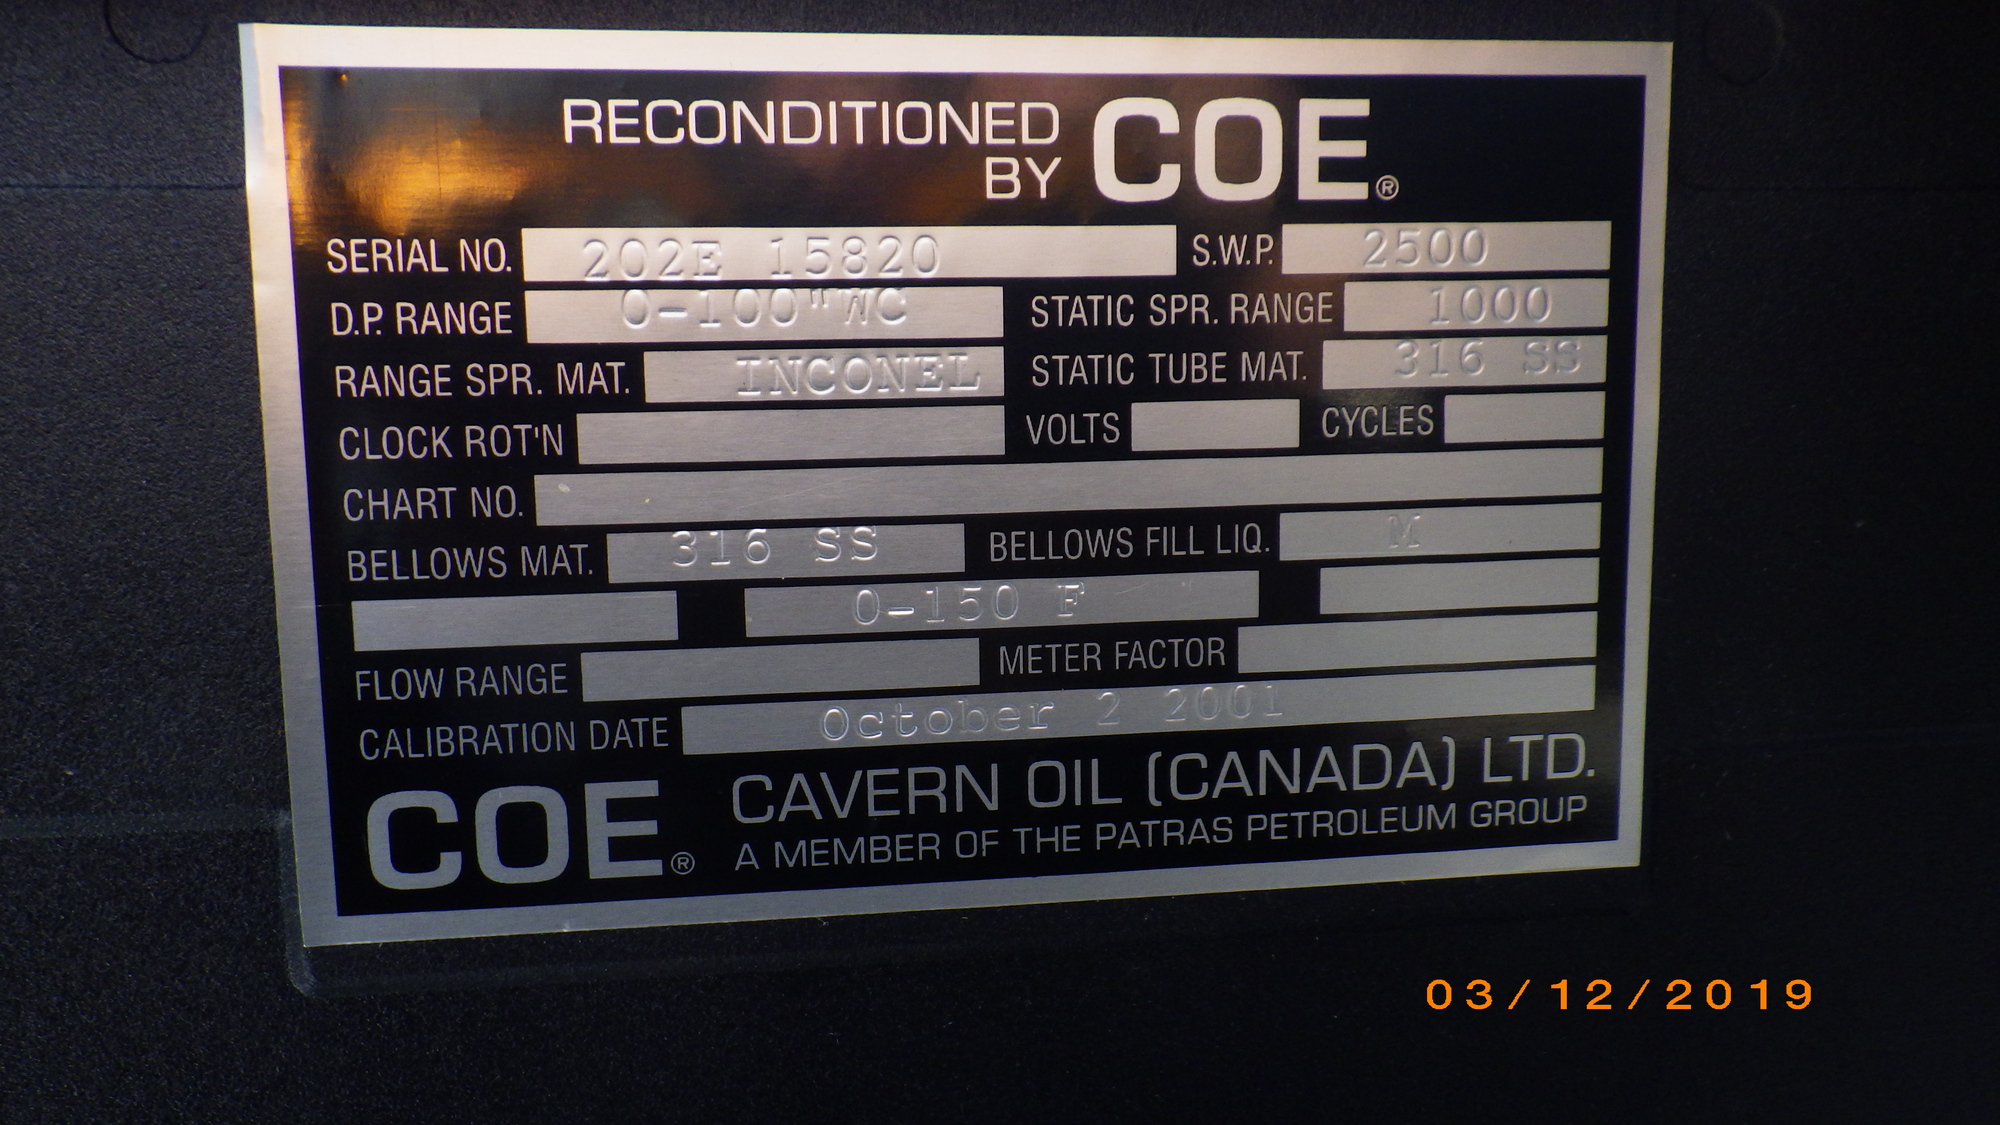 RECONDITIONED BY COE®
SERIAL NO. 202E 15820 S.W.P. 2500
D.P. RANGE 0-100"WC STATIC SPR. RANGE 1000
RANGE SPR. MAT. INCONEL STATIC TUBE MAT. 316 SS
CLOCK ROT'N VOLTS CYCLES
CHART NO.
BELLOWS MAT. 316 SS BELLOWS FILL LIQ. M
0-150 F
FLOW RANGE METER FACTOR
CALIBRATION DATE October 2 2001
COE® CAVERN OIL (CANADA) LTD.
A MEMBER OF THE PATRAS PETROLEUM GROUP
03/12/2019